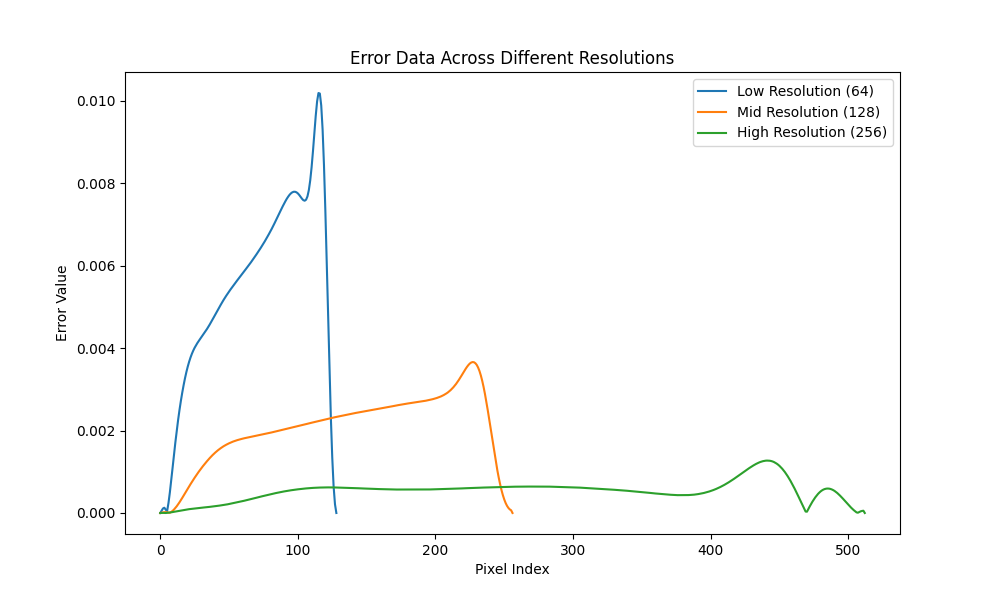 Error Data Across Different Resolutions
Low Resolution (64)
Mid Resolution (128)
High Resolution (256)
Error Value
0.010
0.008
0.006
0.004
0.002
0.000
0 100 200 300 400 500
Pixel Index